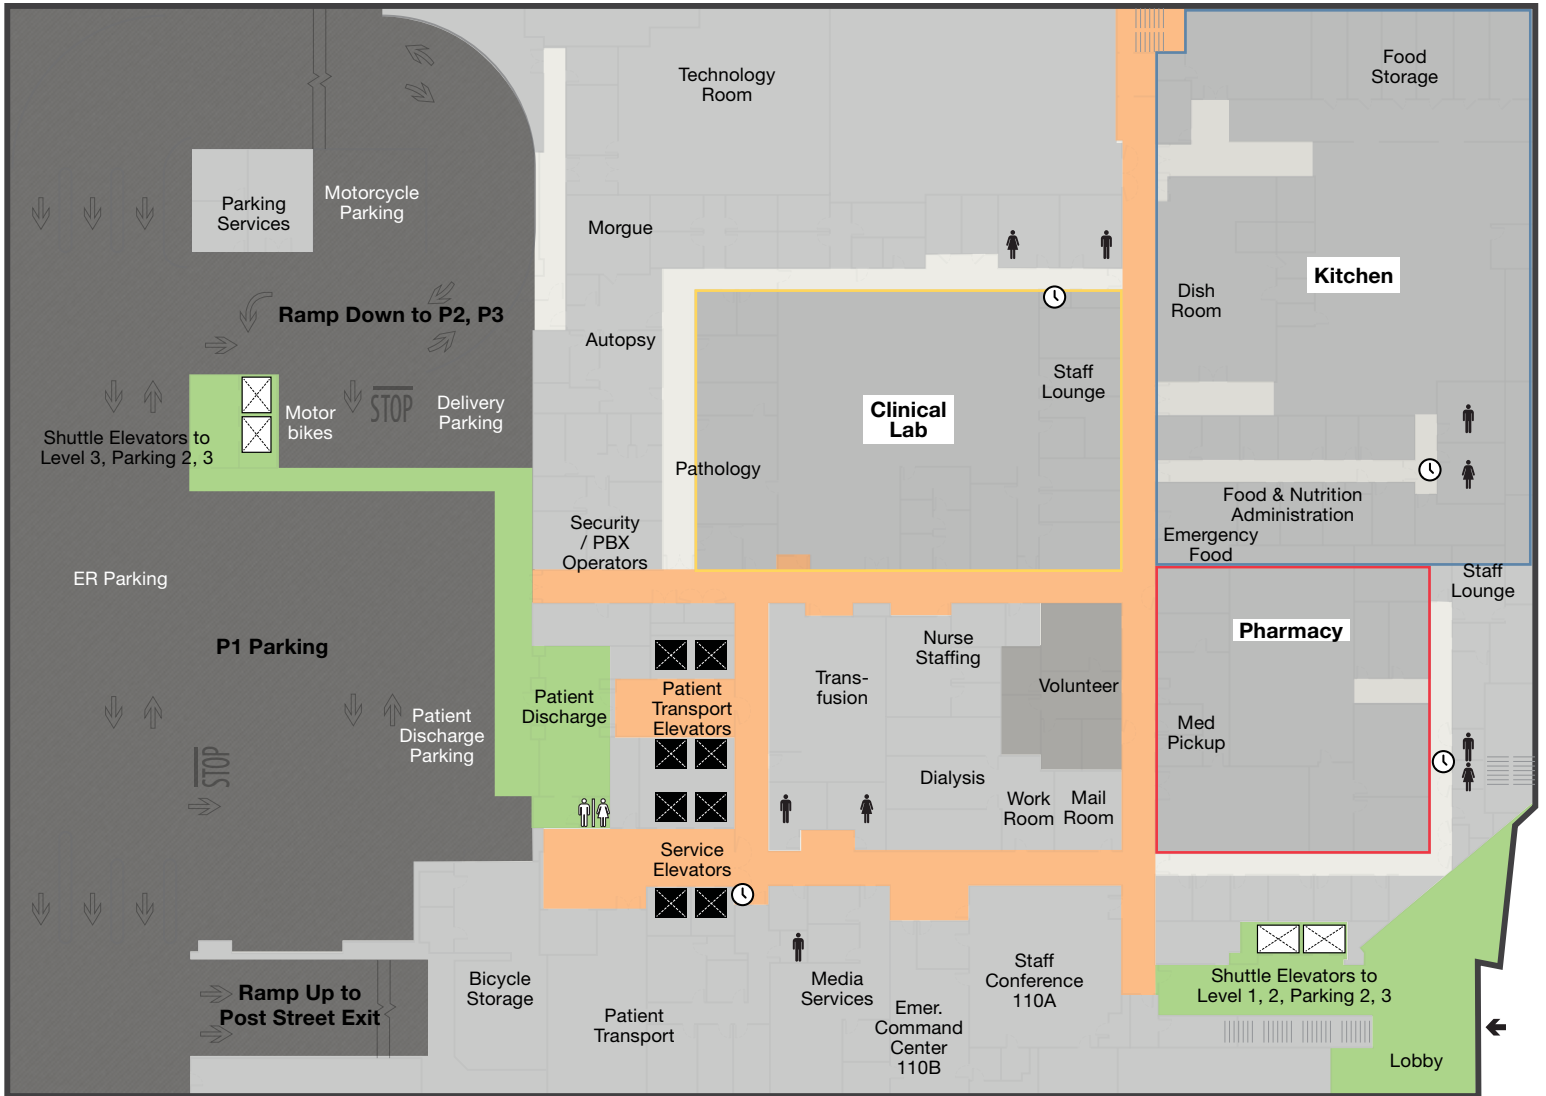 Technology
Room
Food
Storage
Parking
Services
Motorcycle
Parking
Morgue
Kitchen
Dish
Room
Ramp Down to P2, P3
Autopsy
Staff
Lounge
Clinical
Lab
Motor
bikes
STOP
Delivery
Parking
Shuttle Elevators to
Level 3, Parking 2, 3
Pathology
Food & Nutrition
Administration
Emergency
Food
Security
/ PBX
Operators
ER Parking
Staff
Lounge
P1 Parking
Pharmacy
Nurse
Staffing
Trans-
fusion
Volunteer
Patient
Discharge
Patient
Transport
Elevators
Patient
Discharge
Parking
Med
Pickup
STOP
Dialysis
Work
Room
Mail
Room
Service
Elevators
Bicycle
Storage
Ramp Up to
Post Street Exit
Patient
Transport
Media
Services
Emer.
Command
Center
110B
Staff
Conference
110A
Shuttle Elevators to
Level 1, 2, Parking 2, 3
Lobby